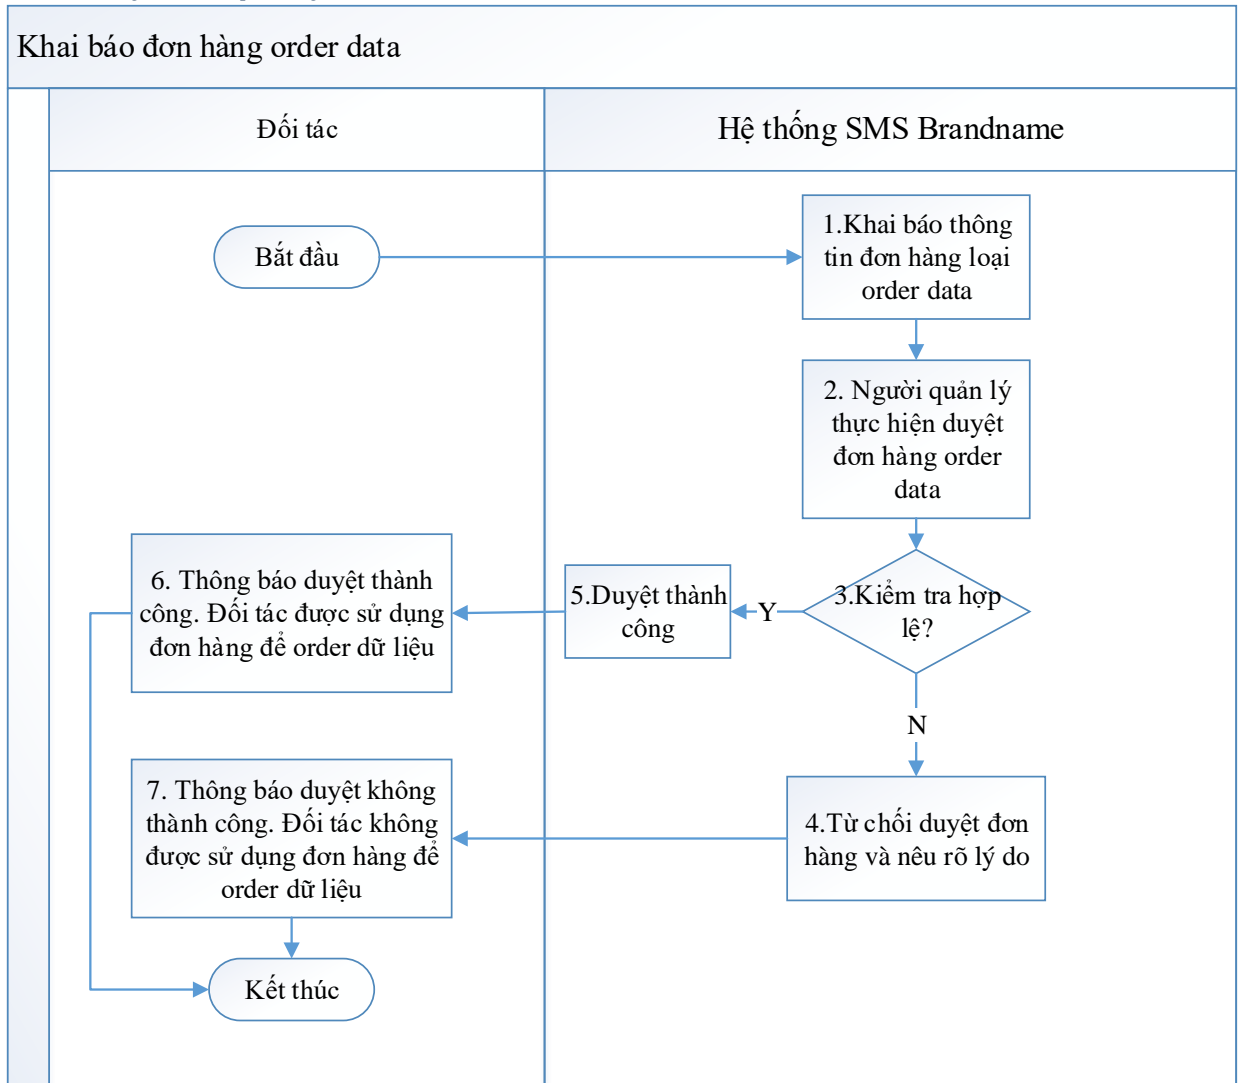 Khai báo đơn hàng order data
Đối tác
Hệ thống SMS Brandname
Bắt đầu
1.Khai báo thông
tin đơn hàng loại
order data
2. Người quản lý
thực hiện duyệt
đơn hàng order
data
3.Kiểm tra hợp
lệ?
Y
5.Duyệt thành
công
6. Thông báo duyệt thành
công. Đối tác được sử dụng
đơn hàng để order dữ liệu
N
4.Từ chối duyệt đơn
hàng và nêu rõ lý do
7. Thông báo duyệt không
thành công. Đối tác không
được sử dụng đơn hàng để
order dữ liệu
Kết thúc